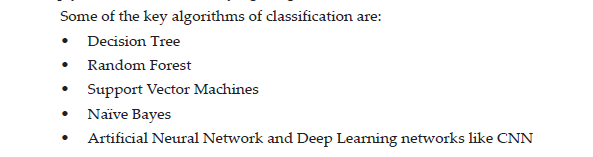 Some of the key algorithms of classification are:
• Decision Tree
• Random Forest
• Support Vector Machines
• Naïve Bayes
• Artificial Neural Network and Deep Learning networks like CNN